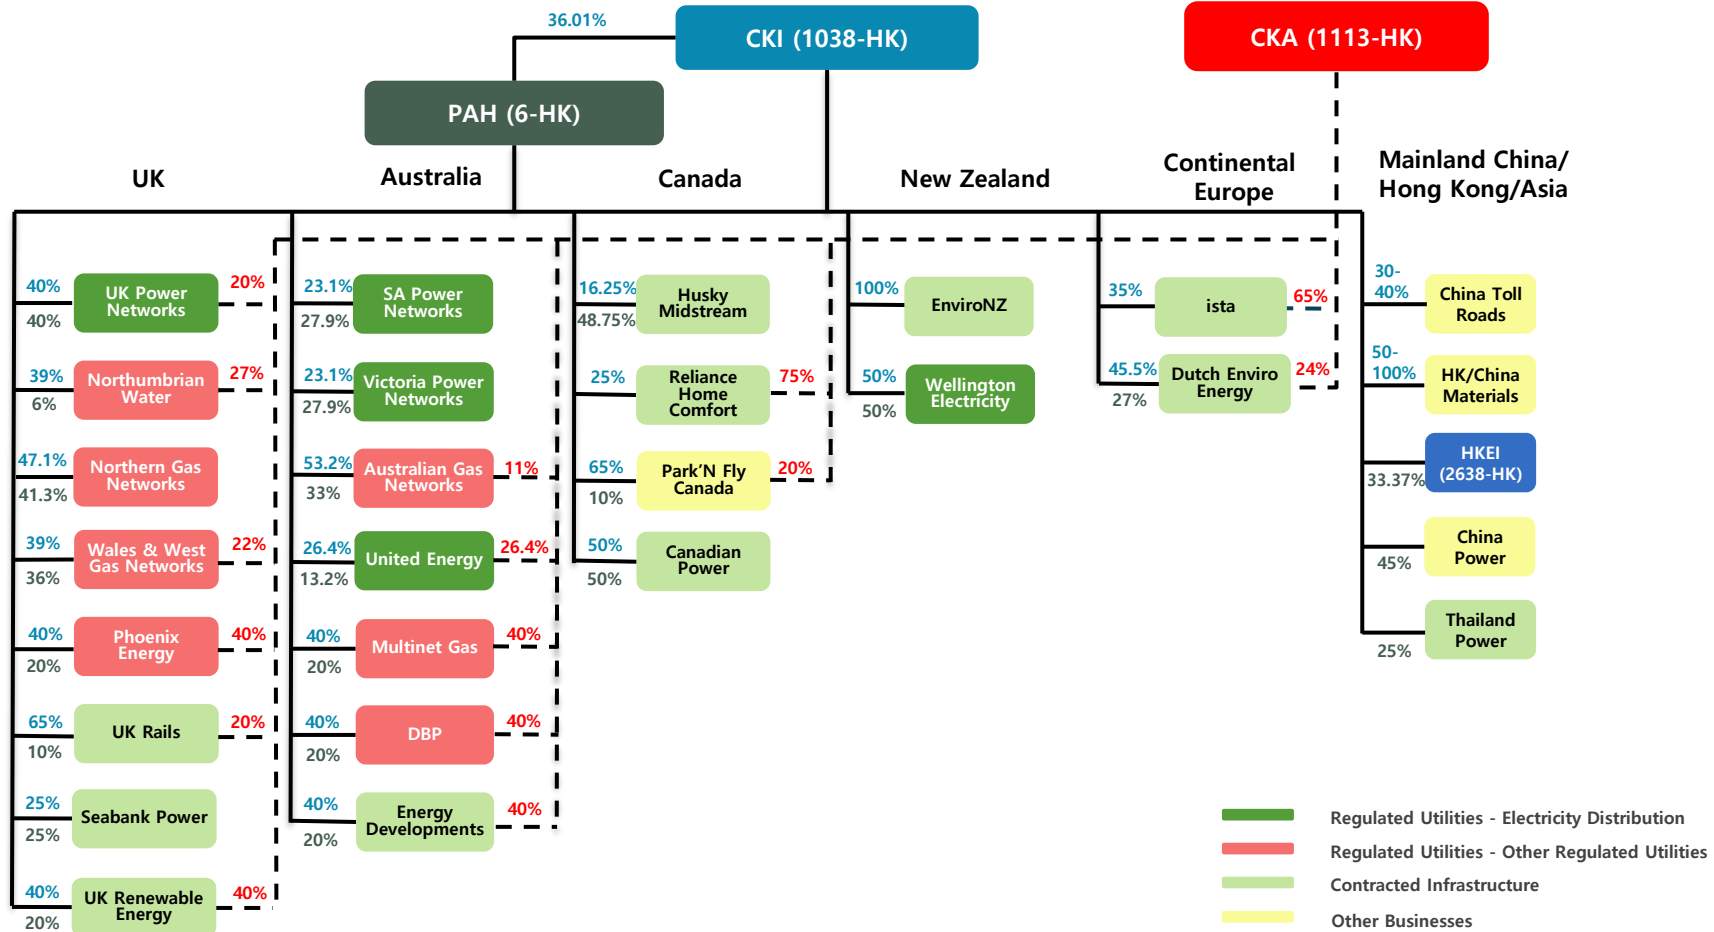 36.01%
CKI (1038-HK)
CKA (1113-HK)
PAH (6-HK)
UK
Australia
Canada
New Zealand
Continental
Europe
Mainland China/
Hong Kong/Asia
40%
UK Power
Networks
20%
40%
39%
Northumbrian
Water
27%
6%
47.1%
Northern Gas
Networks
41.3%
39%
Wales & West
Gas Networks
22%
36%
40%
Phoenix
Energy
40%
20%
65%
UK Rails
20%
10%
25%
Seabank Power
25%
40%
UK Renewable
Energy
40%
20%
23.1%
SA Power
Networks
27.9%
23.1%
Victoria Power
Networks
27.9%
53.2%
Australian Gas
Networks
11%
33%
26.4%
United Energy
26.4%
13.2%
40%
Multinet Gas
40%
20%
40%
DBP
40%
20%
40%
Energy
Developments
40%
20%
16.25%
Husky
Midstream
48.75%
25%
Reliance
Home
Comfort
75%
65%
Park’N Fly
Canada
20%
10%
50%
Canadian
Power
50%
100%
EnviroNZ
50%
Wellington
Electricity
50%
35%
ista
65%
45.5%
Dutch Enviro
Energy
24%
27%
30-
40%
China Toll
Roads
50-
100%
HK/China
Materials
HKEI
(2638-HK)
33.37%
China
Power
45%
Thailand
Power
25%
Regulated Utilities - Electricity Distribution
Regulated Utilities - Other Regulated Utilities
Contracted Infrastructure
Other Businesses